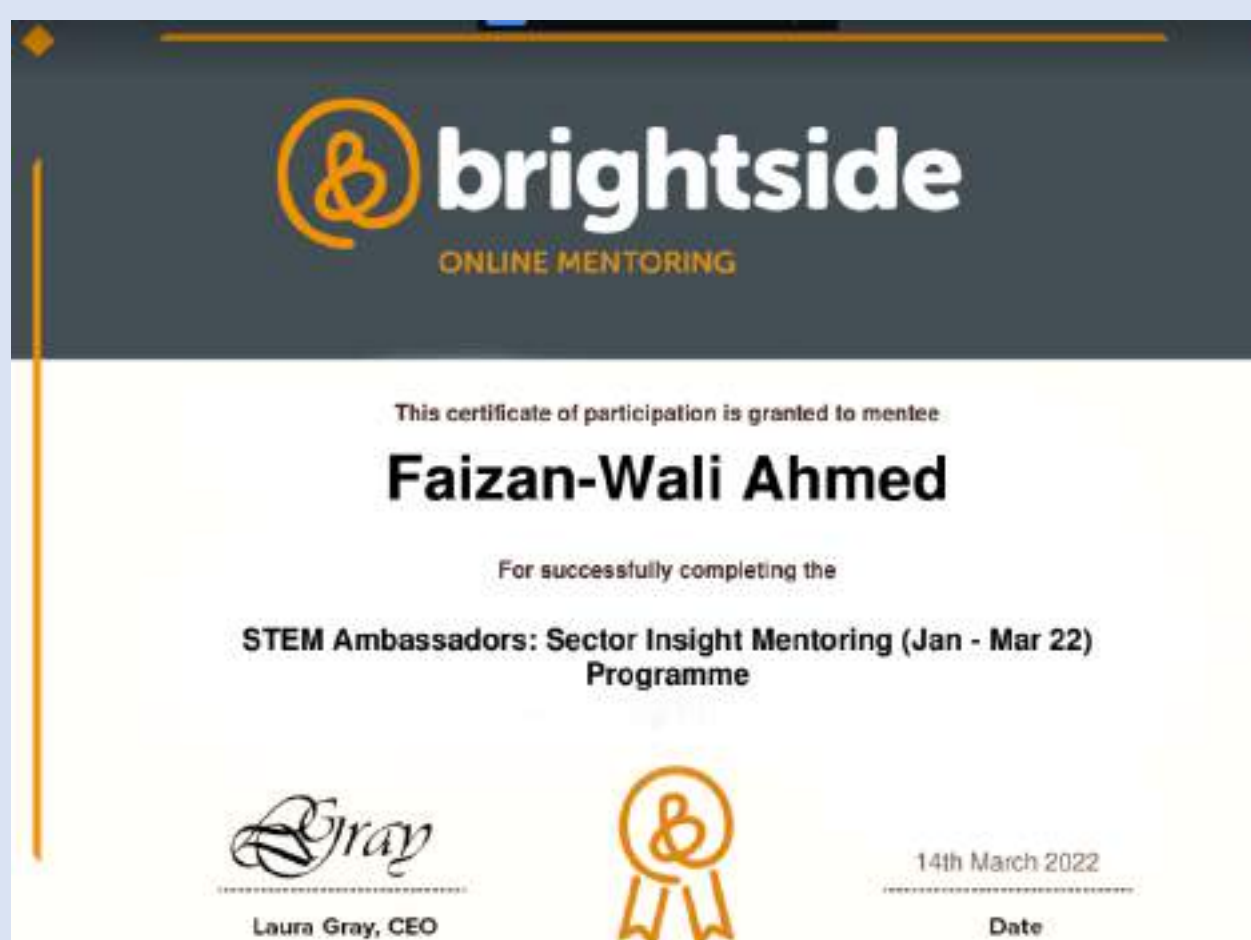 brightside
ONLINE MENTORING
This certificate of participation is granted to mentee
Faizan-Wali Ahmed
For successfully completing the
STEM Ambassadors: Sector Insight Mentoring (Jan - Mar 22)
Programme
Gray
14th March 2022
Laura Gray, CEO
Date